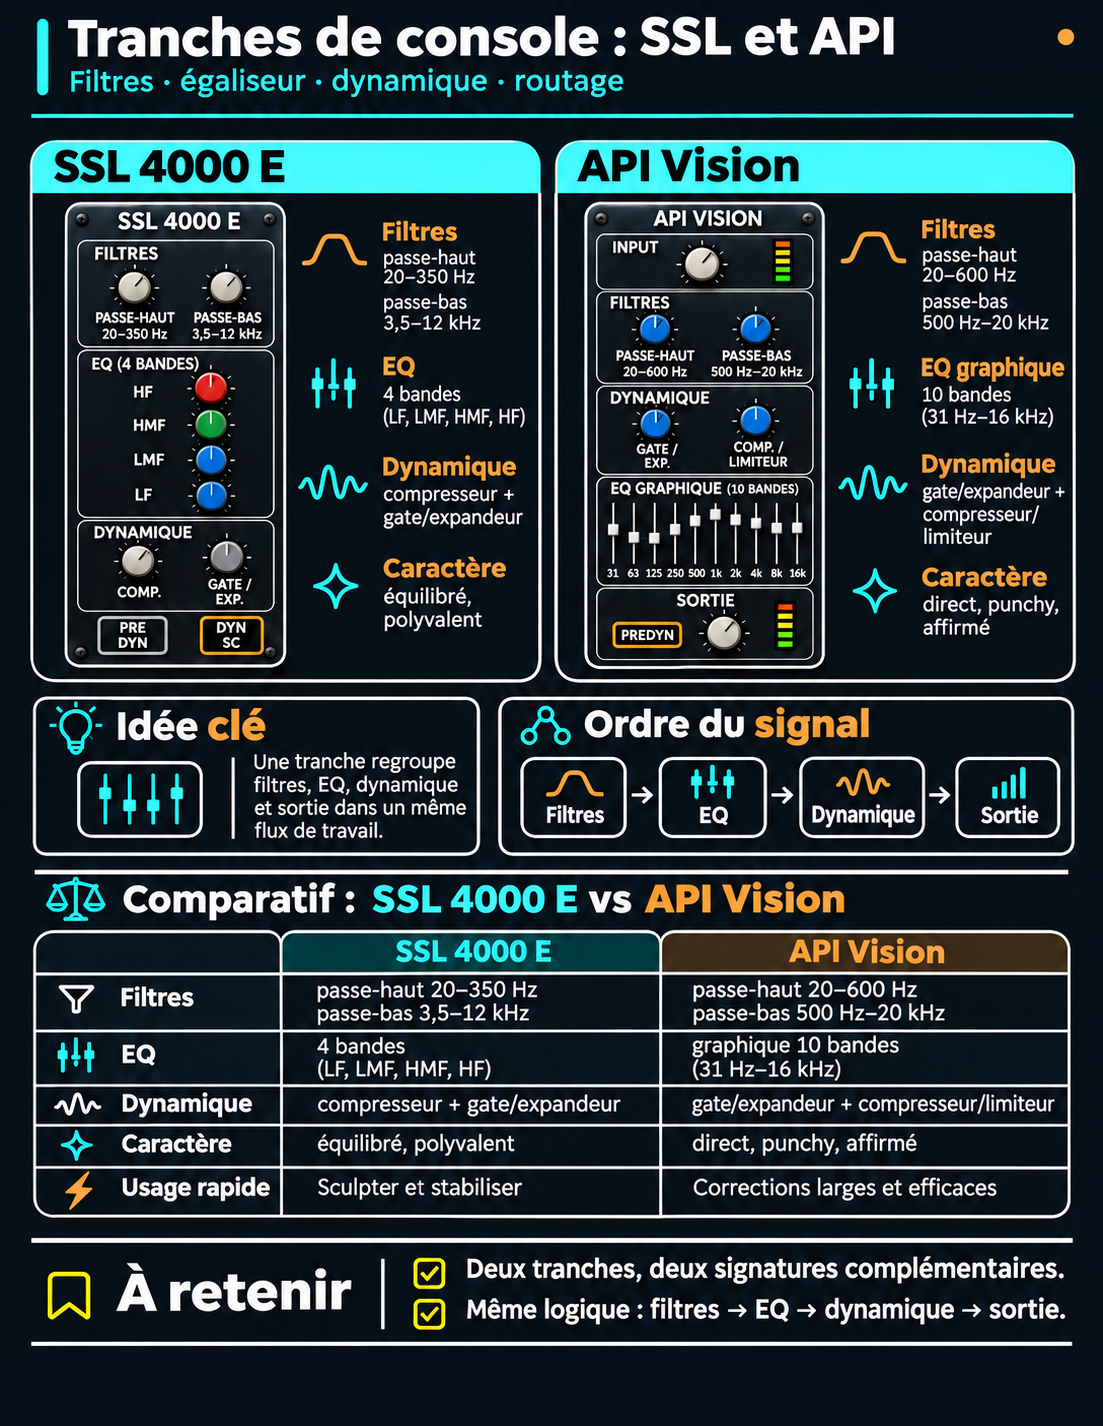 Tranches de console : SSL et API
Filtres · égaliseur · dynamique · routage
SSL 4000 E
SSL 4000 E
FILTRES
PASSE-HAUT
20–350 Hz
PASSE-BAS
3,5–12 kHz
EQ (4 BANDES)
HF
HMF
LMF
LF
DYNAMIQUE
COMP.
GATE /
EXP.
PRE
DYN
DYN
SC
Filtres
passe-haut
20–350 Hz
passe-bas
3,5–12 kHz
EQ
4 bandes
(LF, LMF, HMF, HF)
Dynamique
compresseur +
gate/expandeur
Caractère
équilibré,
polyvalent
API Vision
API VISION
INPUT
FILTRES
PASSE-HAUT
20–600 Hz
PASSE-BAS
500 Hz–20 kHz
DYNAMIQUE
GATE /
EXP.
COMP. /
LIMITEUR
EQ GRAPHIQUE (10 BANDES)
31 63 125 250 500 1k 2k 4k 8k 16k
SORTIE
PREDYN
Filtres
passe-haut
20–600 Hz
passe-bas
500 Hz–20 kHz
EQ graphique
10 bandes
(31 Hz–16 kHz)
Dynamique
gate/expandeur +
compresseur/
limiteur
Caractère
direct, punchy,
affirmé
Idée clé
Une tranche regroupe
filtres, EQ, dynamique
et sortie dans un même
flux de travail.
Ordre du signal
Filtres → EQ → Dynamique → Sortie
Comparatif : SSL 4000 E vs API Vision
SSL 4000 E
API Vision
Filtres
passe-haut 20–350 Hz
passe-bas 3,5–12 kHz
passe-haut 20–600 Hz
passe-bas 500 Hz–20 kHz
EQ
4 bandes
(LF, LMF, HMF, HF)
graphique 10 bandes
(31 Hz–16 kHz)
Dynamique
compresseur + gate/expandeur
gate/expandeur + compresseur/limiteur
Caractère
équilibré, polyvalent
direct, punchy, affirmé
Usage rapide
Sculpter et stabiliser
Corrections larges et efficaces
À retenir
Deux tranches, deux signatures complémentaires.
Même logique : filtres → EQ → dynamique → sortie.